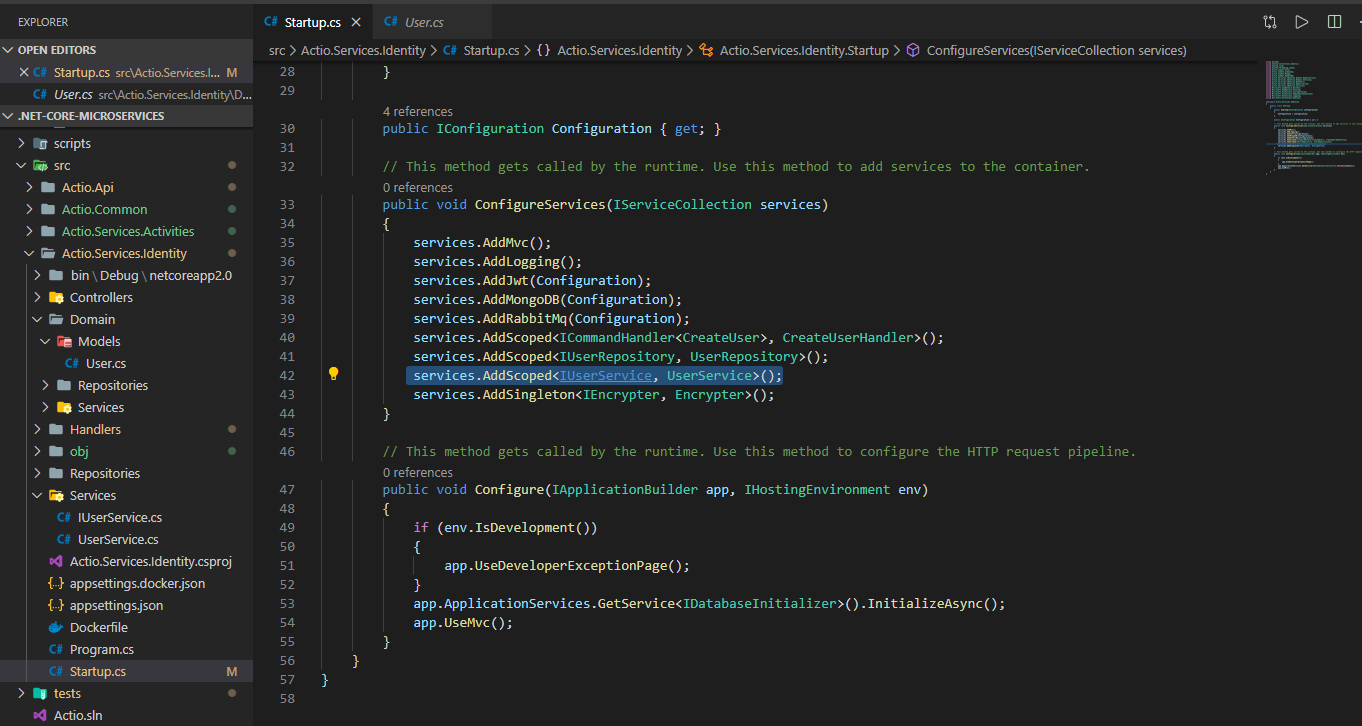 EXPLORER
OPEN EDITORS
Startup.cs src\Actio.Services.I... M
User.cs src\Actio.Services.Identity\D...
.NET-CORE-MICROSERVICES
scripts
src
Actio.Api
Actio.Common
Actio.Services.Activities
Actio.Services.Identity
bin \ Debug \ netcoreapp2.0
Controllers
Domain
Models
User.cs
Repositories
Services
Handlers
obj
Repositories
Services
IUserService.cs
UserService.cs
Actio.Services.Identity.csproj
appsettings.docker.json
appsettings.json
Dockerfile
Program.cs
Startup.cs M
tests
Actio.sln
Startup.cs User.cs
src > Actio.Services.Identity > Startup.cs > {} Actio.Services.Identity > Actio.Services.Identity.Startup > ConfigureServices(IServiceCollection services)
28 }
29
4 references
30 public IConfiguration Configuration { get; }
31
32 // This method gets called by the runtime. Use this method to add services to the container.
0 references
33 public void ConfigureServices(IServiceCollection services)
34 {
35 services.AddMvc();
36 services.AddLogging();
37 services.AddJwt(Configuration);
38 services.AddMongoDB(Configuration);
39 services.AddRabbitMq(Configuration);
40 services.AddScoped<ICommandHandler<CreateUser>, CreateUserHandler>();
41 services.AddScoped<IUserRepository, UserRepository>();
42 services.AddScoped<IUserService, UserService>();
43 services.AddSingleton<IEncrypter, Encrypter>();
44 }
45
46 // This method gets called by the runtime. Use this method to configure the HTTP request pipeline.
0 references
47 public void Configure(IApplicationBuilder app, IHostingEnvironment env)
48 {
49 if (env.IsDevelopment())
50 {
51 app.UseDeveloperExceptionPage();
52 }
53 app.ApplicationServices.GetService<IDatabaseInitializer>().InitializeAsync();
54 app.UseMvc();
55 }
56 }
57 }
58